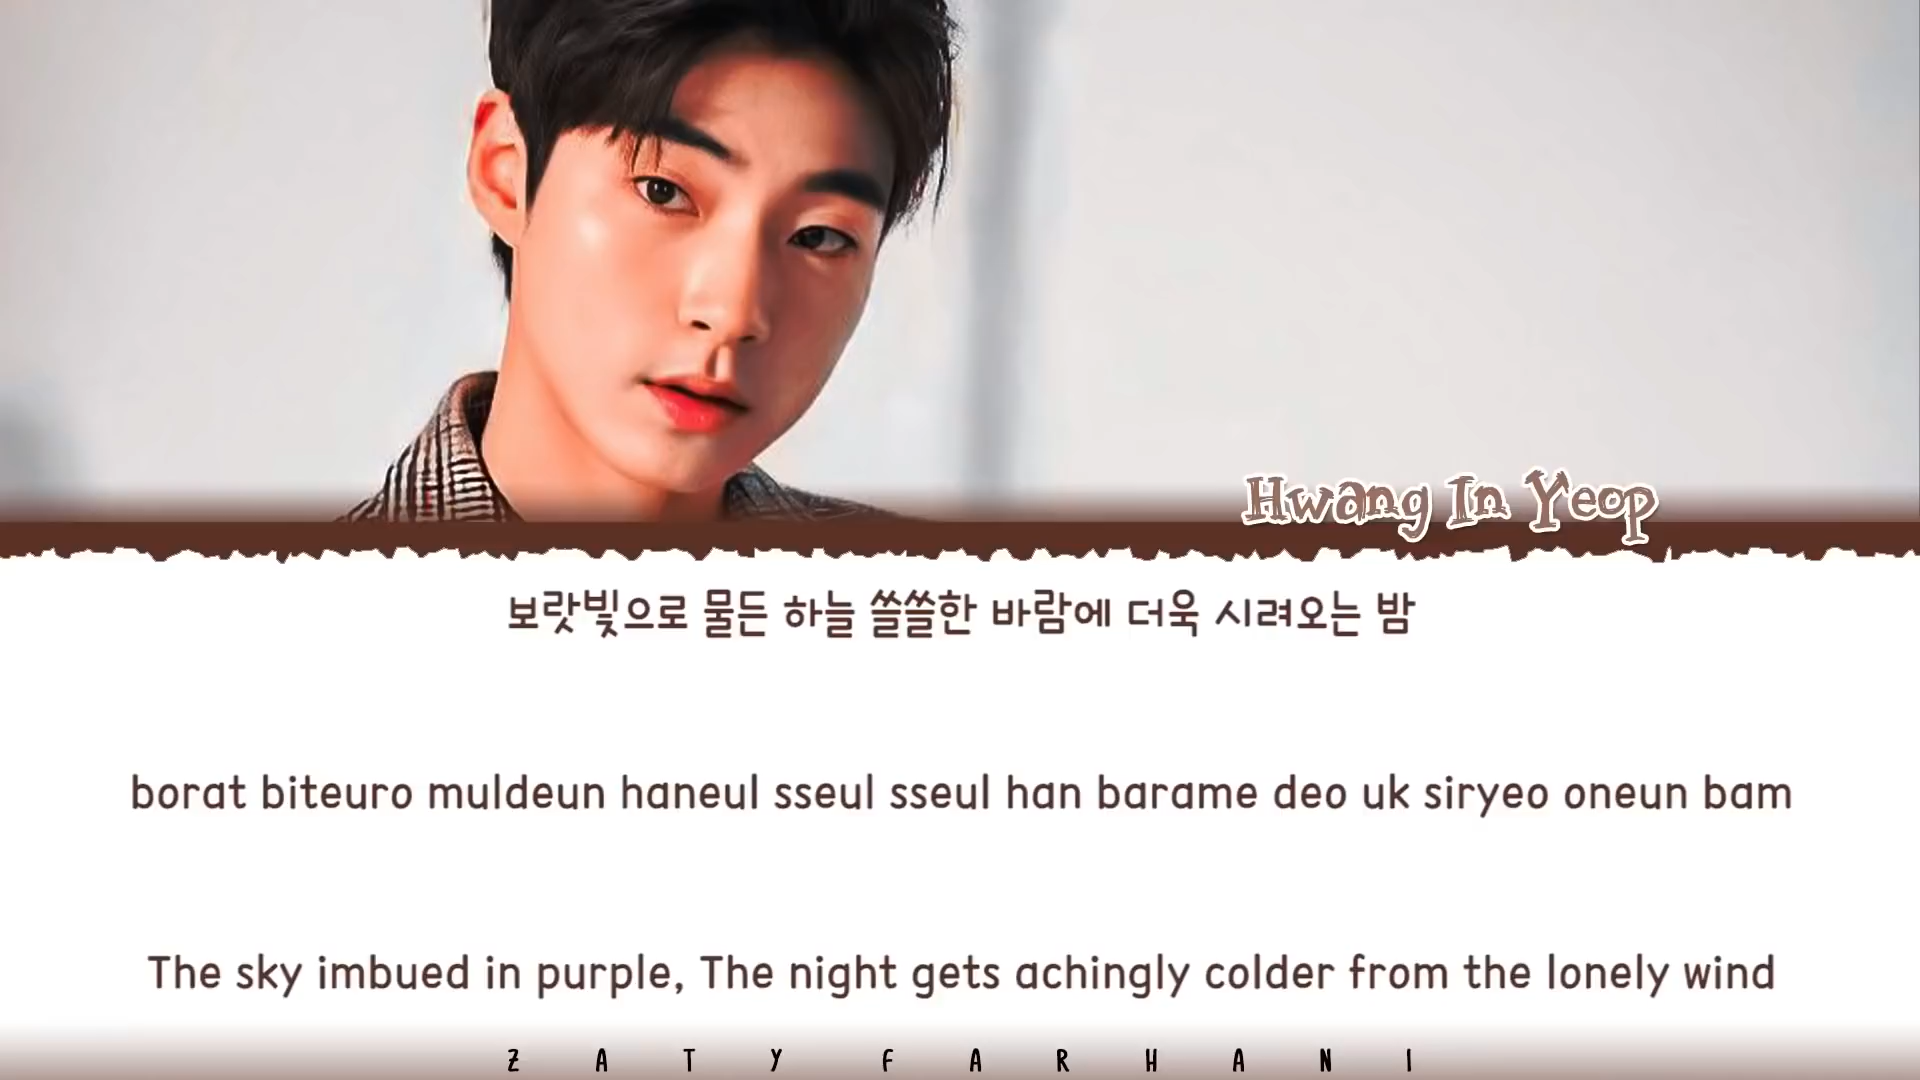 Hwang In Yeop
보랏빛으로 물든 하늘 쓸쓸한 바람에 더욱 시려오는 밤
borat biteuro muldeun haneul sseul sseul han barame deo uk siryeo oneun bam
The sky imbued in purple, The night gets achingly colder from the lonely wind
ZATY FARHANI